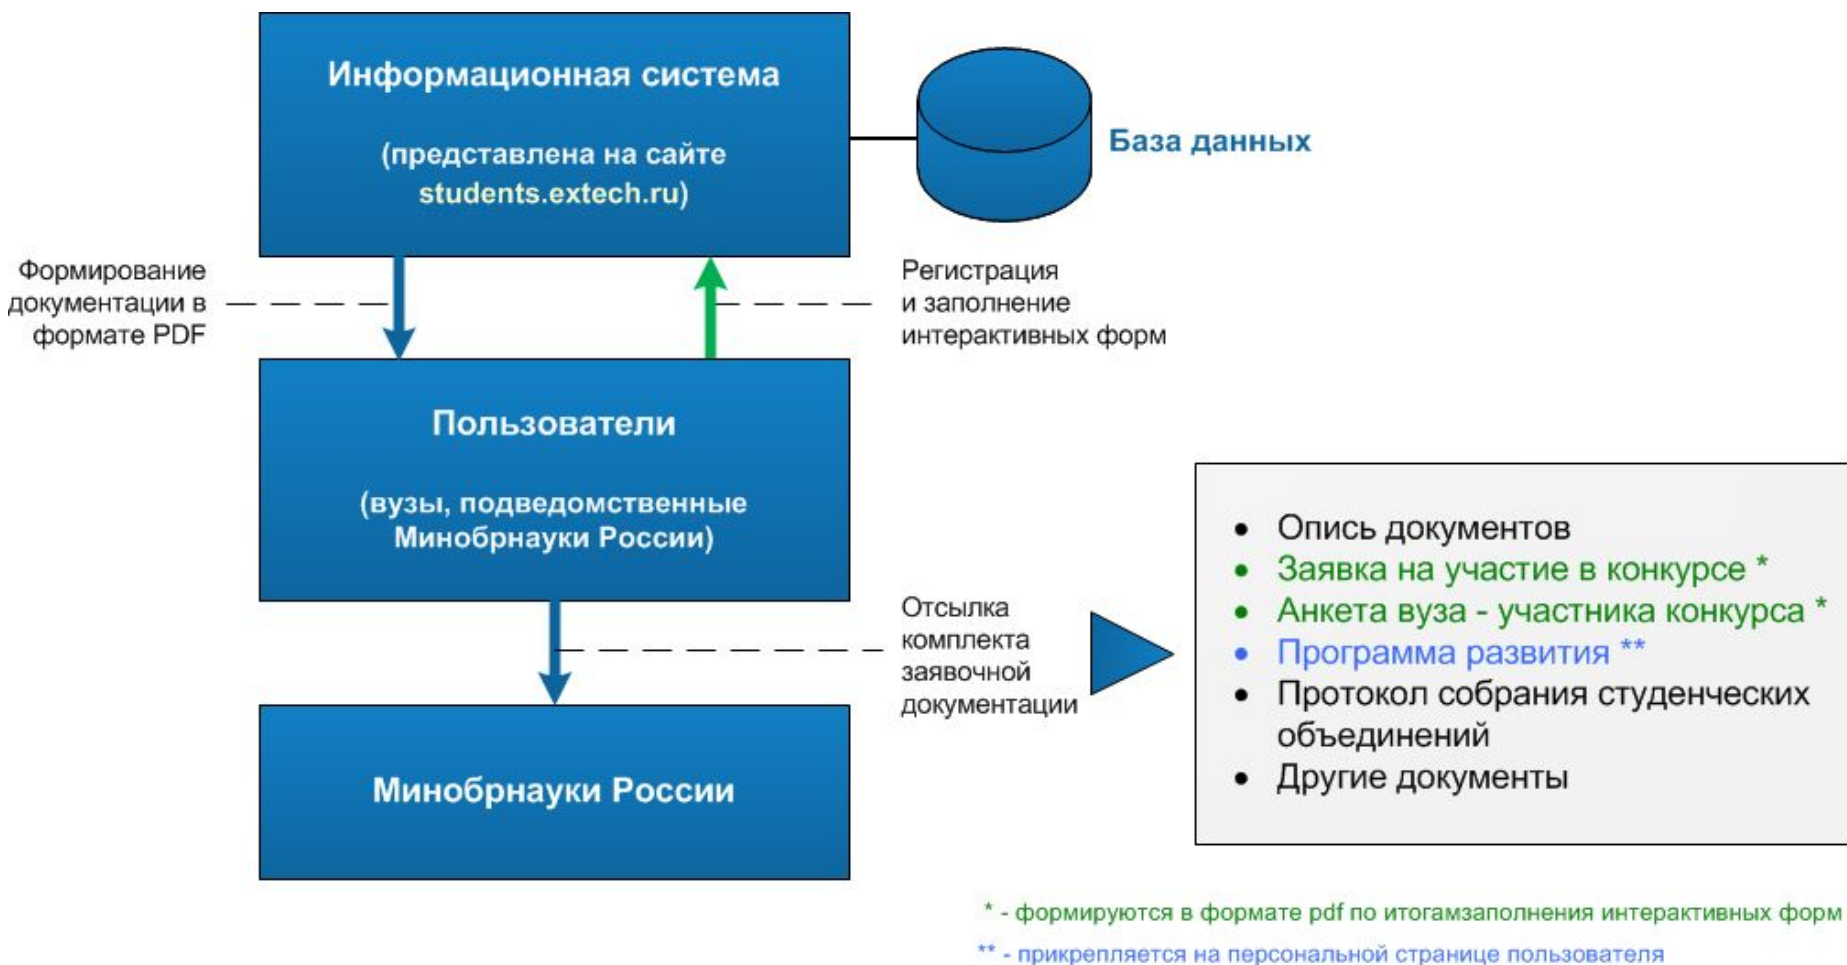 Информационная система
(представлена на сайте
students.extech.ru)
База данных
Формирование
документации в
формате PDF
Регистрация
и заполнение
интерактивных форм
Пользователи
(вузы, подведомственные
Минобрнауки России)
Отсылка
комплекта
заявочной
документации
• Опись документов
• Заявка на участие в конкурсе *
• Анкета вуза - участника конкурса *
• Программа развития **
• Протокол собрания студенческих
объединений
• Другие документы
Минобрнауки России
* - формируются в формате pdf по итогамзаполнения интерактивных форм
** - прикрепляется на персональной странице пользователя